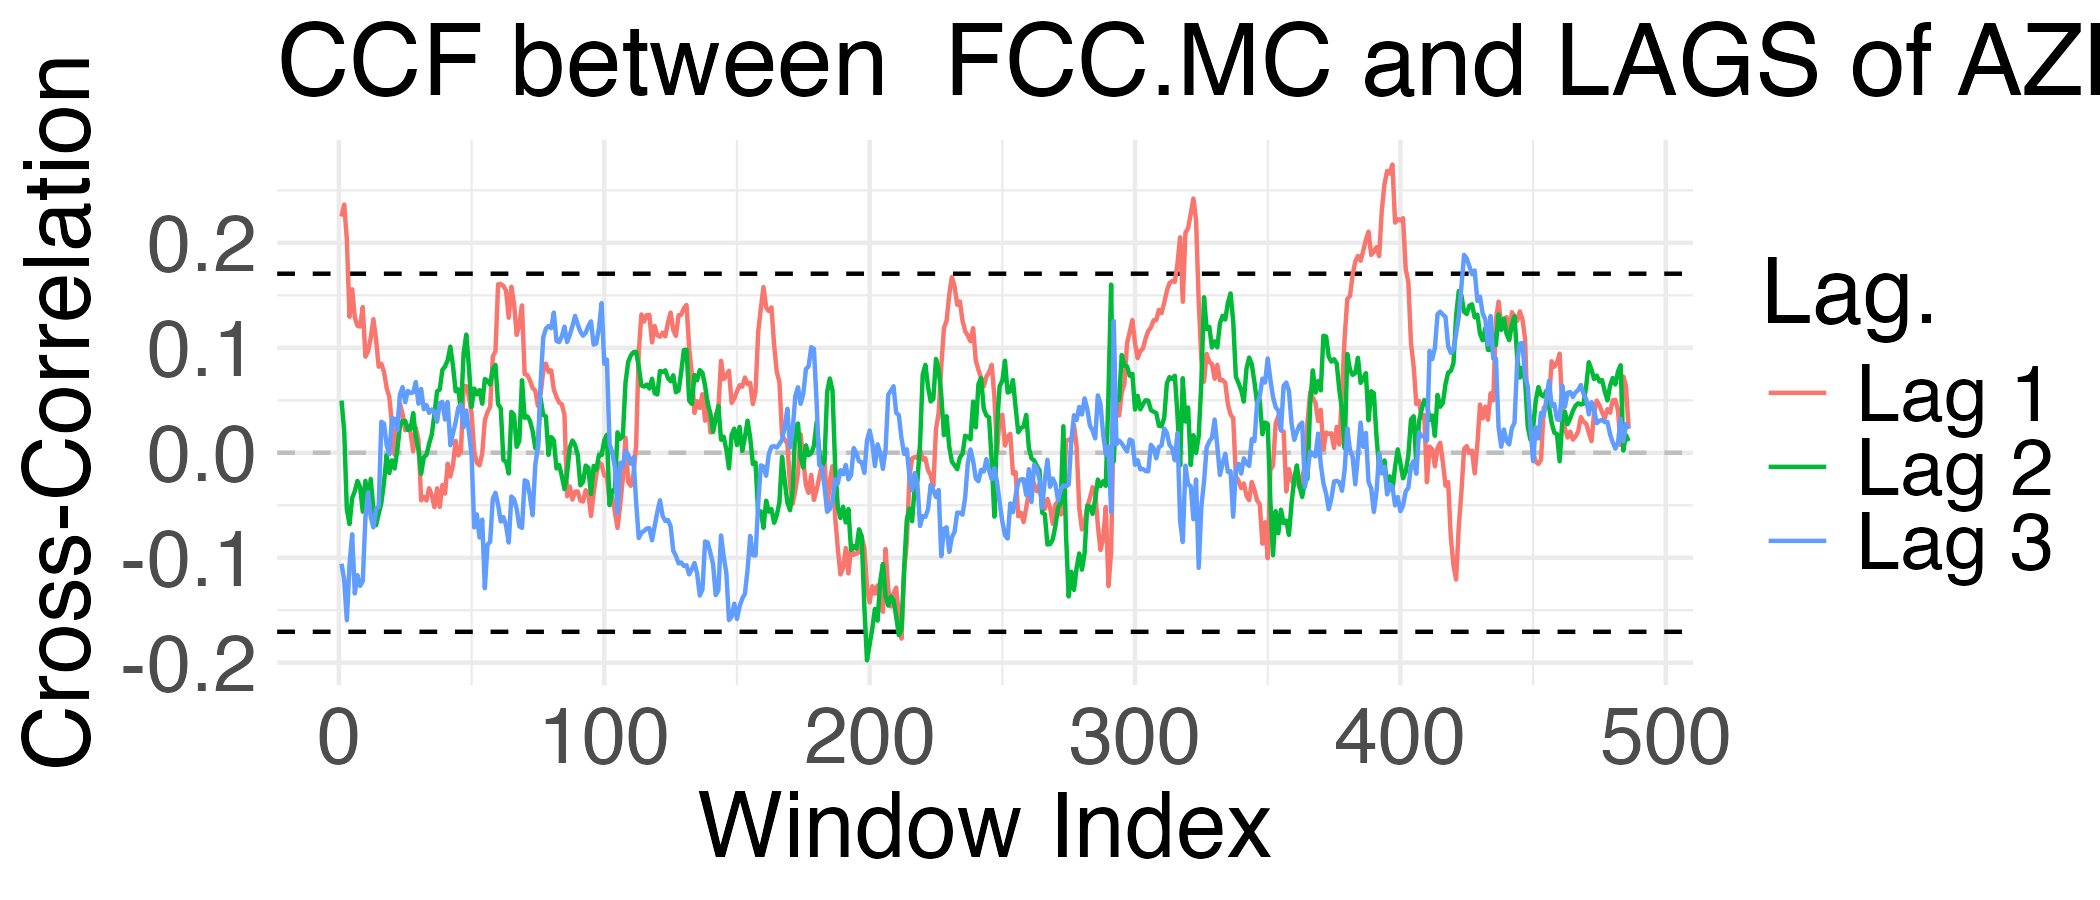 CCF between FCC.MC and LAGS of
Cross-Correlation
0.2
0.1
0.0
-0.1
-0.2
0 100 200 300 400 500
Window Index
Lag.
Lag 1
Lag 2
Lag 3